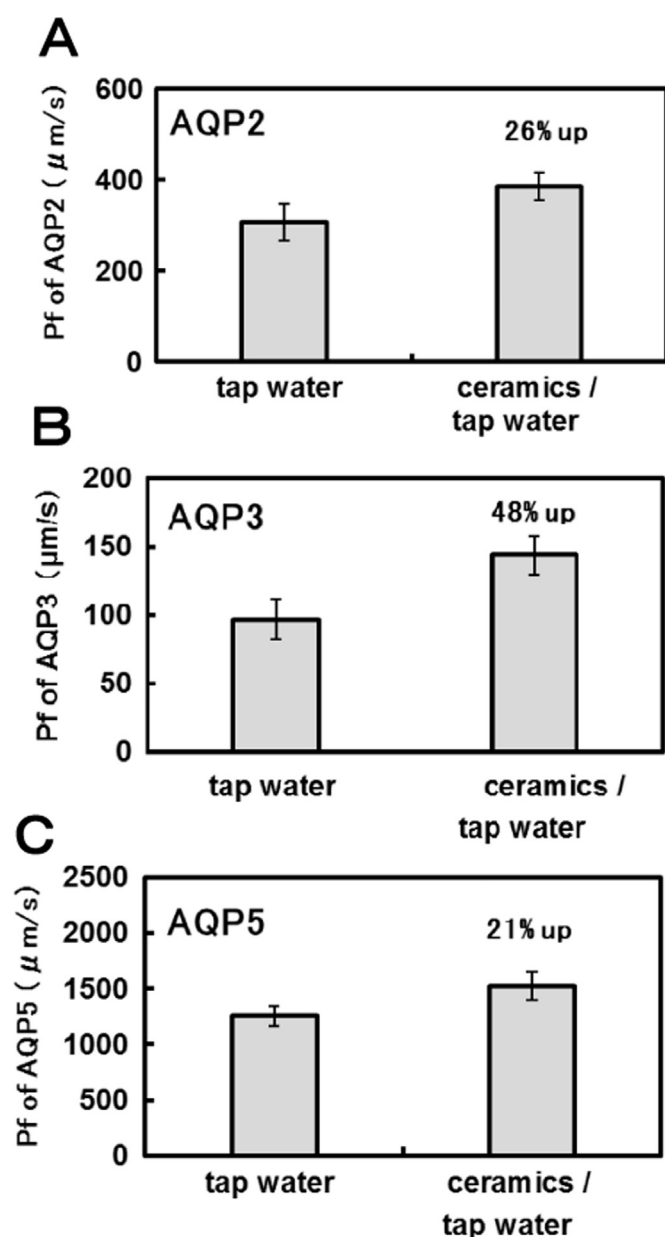 A
AQP2
26% up
Pf of AQP2 ( μm/s)
600
400
200
0
tap water
ceramics /
tap water
B
AQP3
48% up
Pf of AQP3 (μm/s)
200
150
100
50
0
tap water
ceramics /
tap water
C
AQP5
21% up
Pf of AQP5 ( μm/s)
2500
2000
1500
1000
500
0
tap water
ceramics /
tap water